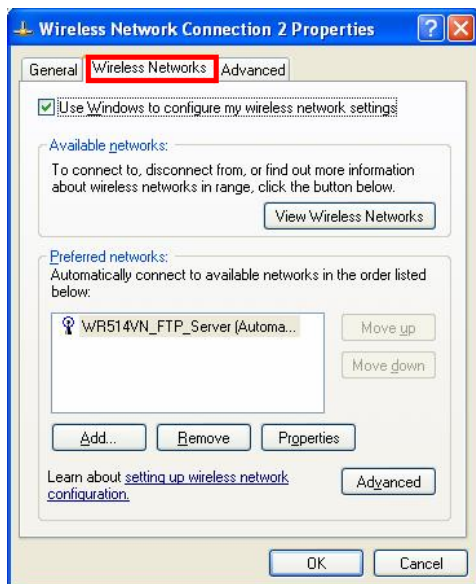 Wireless Network Connection 2 Properties
General Wireless Networks Advanced
Use Windows to configure my wireless network settings
Available networks:
To connect to, disconnect from, or find out more information
about wireless networks in range, click the button below.
View Wireless Networks
Preferred networks:
Automatically connect to available networks in the order listed
below:
WR514VN_FTP_Server (Automa...
Move up
Move down
Add... Remove Properties
Learn about setting up wireless network
configuration.
Advanced
OK Cancel